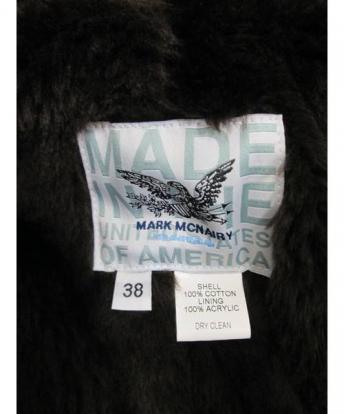 MADE
IN THE
UNITED STATES
OF AMERICA
MARK MCNAIRY
38
SHELL
100% COTTON
LINING
100% ACRYLIC
DRY CLEAN